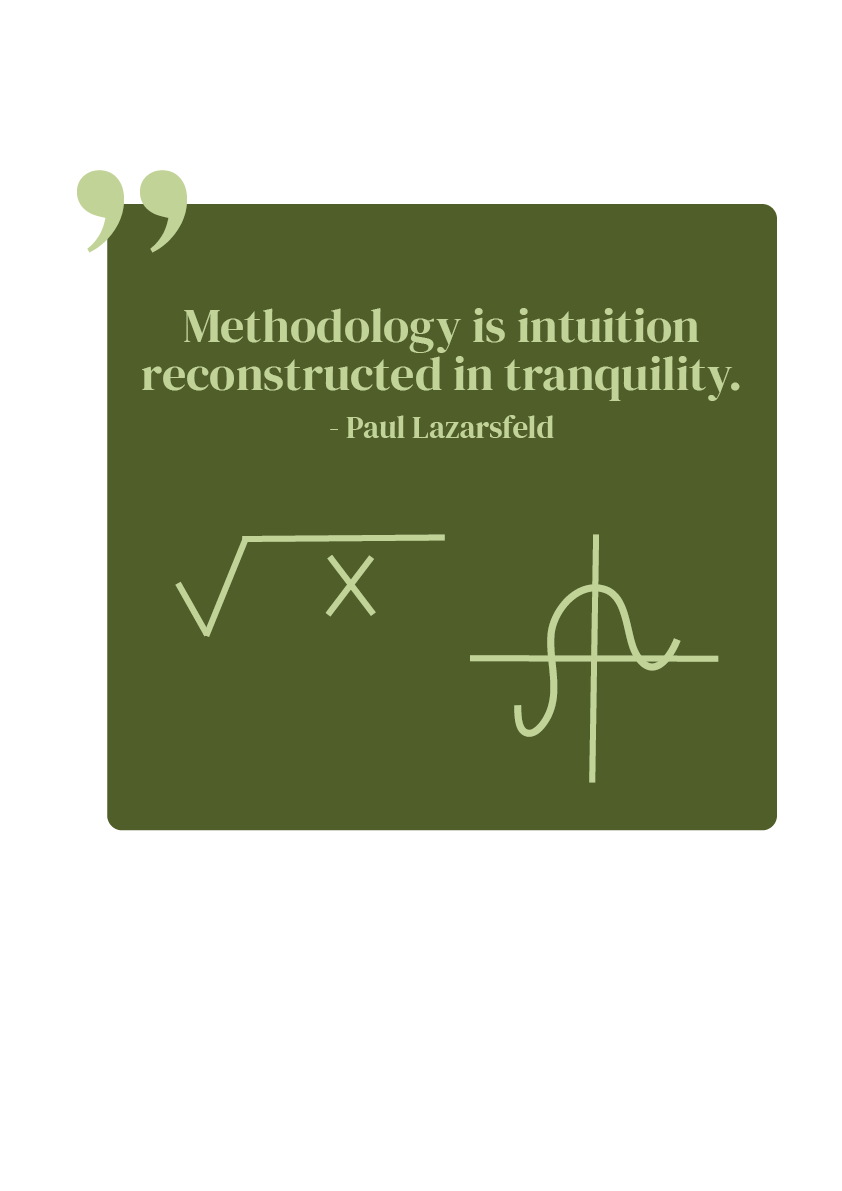 ”
Methodology is intuition
reconstructed in tranquility.
- Paul Lazarsfeld
√x